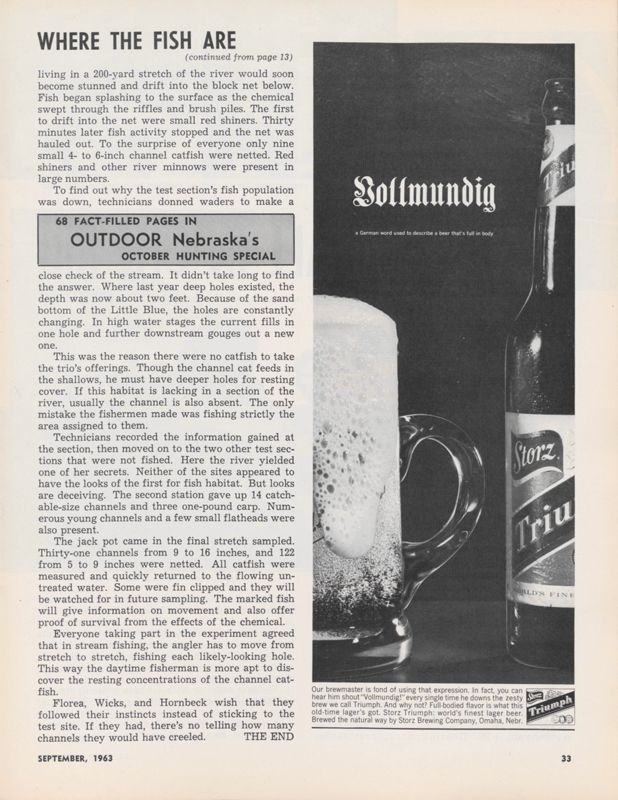 WHERE THE FISH ARE
(continued from page 13)
living in a 200-yard stretch of the river would soon
become stunned and drift into the block net below.
Fish began splashing to the surface as the chemical
swept through the riffles and brush piles. The first
to drift into the net were small red shiners. Thirty
minutes later fish activity stopped and the net was
hauled out. To the surprise of everyone only nine
small 4- to 6-inch channel catfish were netted. Red
shiners and other river minnows were present in
large numbers.
To find out why the test section's fish population
was down, technicians donned waders to make a
68 FACT-FILLED PAGES IN
OUTDOOR Nebraska's
OCTOBER HUNTING SPECIAL
close check of the stream. It didn't take long to find
the answer. Where last year deep holes existed, the
depth was now about two feet. Because of the sand
bottom of the Little Blue, the holes are constantly
changing. In high water stages the current fills in
one hole and further downstream gouges out a new
one.
This was the reason there were no catfish to take
the trio's offerings. Though the channel cat feeds in
the shallows, he must have deeper holes for resting
cover. If this habitat is lacking in a section of the
river, usually the channel is also absent. The only
mistake the fishermen made was fishing strictly the
area assigned to them.
Technicians recorded the information gained at
the section, then moved on to the two other test sec-
tions that were not fished. Here the river yielded
one of her secrets. Neither of the sites appeared to
have the looks of the first for fish habitat. But looks
are deceiving. The second station gave up 14 catch-
able-size channels and three one-pound carp. Num-
erous young channels and a few small flatheads were
also present.
The jack pot came in the final stretch sampled.
Thirty-one channels from 9 to 16 inches, and 122
from 5 to 9 inches were netted. All catfish were
measured and quickly returned to the flowing un-
treated water. Some were fin clipped and they will
be watched for in future sampling. The marked fish
will give information on movement and also offer
proof of survival from the effects of the chemical.
Everyone taking part in the experiment agreed
that in stream fishing, the angler has to move from
stretch to stretch, fishing each likely-looking hole.
This way the daytime fisherman is more apt to dis-
cover the resting concentrations of the channel cat-
fish.
Florea, Wicks, and Hornbeck wish that they
followed their instincts instead of sticking to the
test site. If they had, there's no telling how many
channels they would have creeled. THE END
Vollmundig
a German word used to describe a beer that's full in body
Triu
Storz.
Triu
RLD'S FINE
Our brewmaster is fond of using that expression. In fact, you can
hear him shout "Vollmundig!" every single time he downs the zesty
brew we call Triumph. And why not? Full-bodied flavor is what this
old-time lager's got. Storz Triumph: world's finest lager beer.
Brewed the natural way by Storz Brewing Company, Omaha, Nebr.
Storz
Triumph
SEPTEMBER, 1963
33